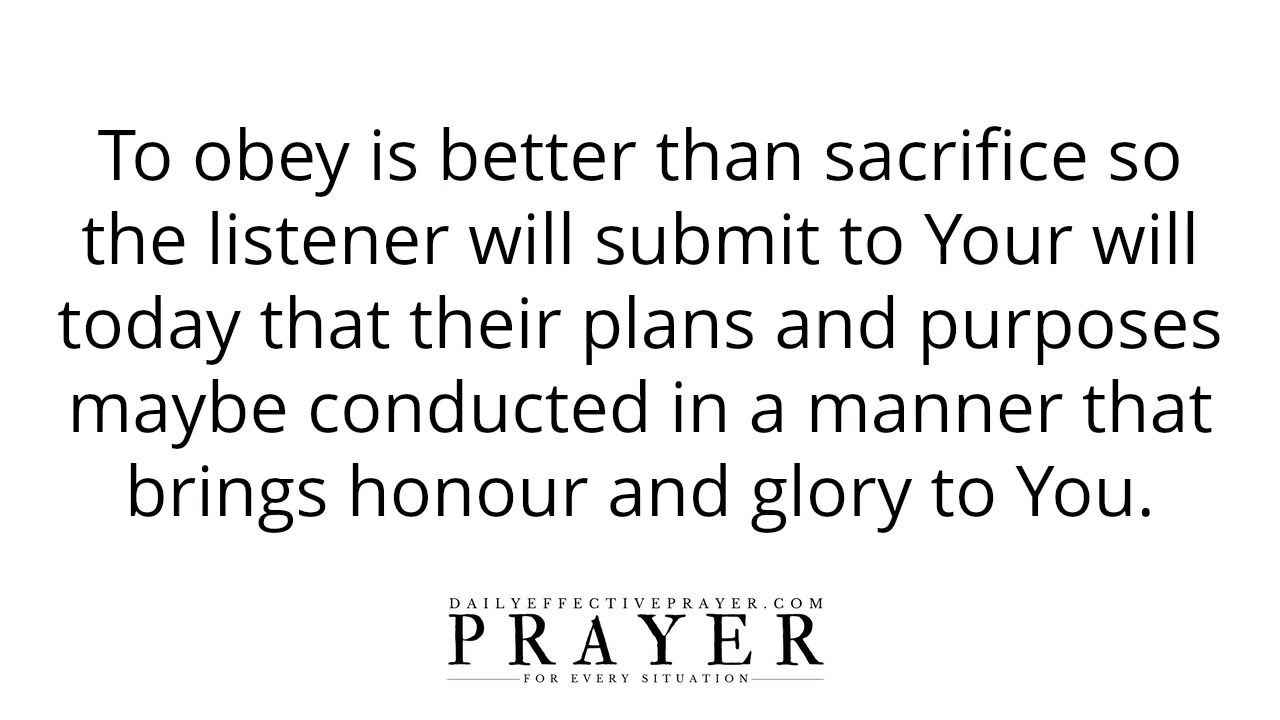 To obey is better than sacrifice so
the listener will submit to Your will
today that their plans and purposes
maybe conducted in a manner that
brings honour and glory to You.
DAILYEFFECTIVEPRAYER.COM
PRAYER
FOR EVERY SITUATION